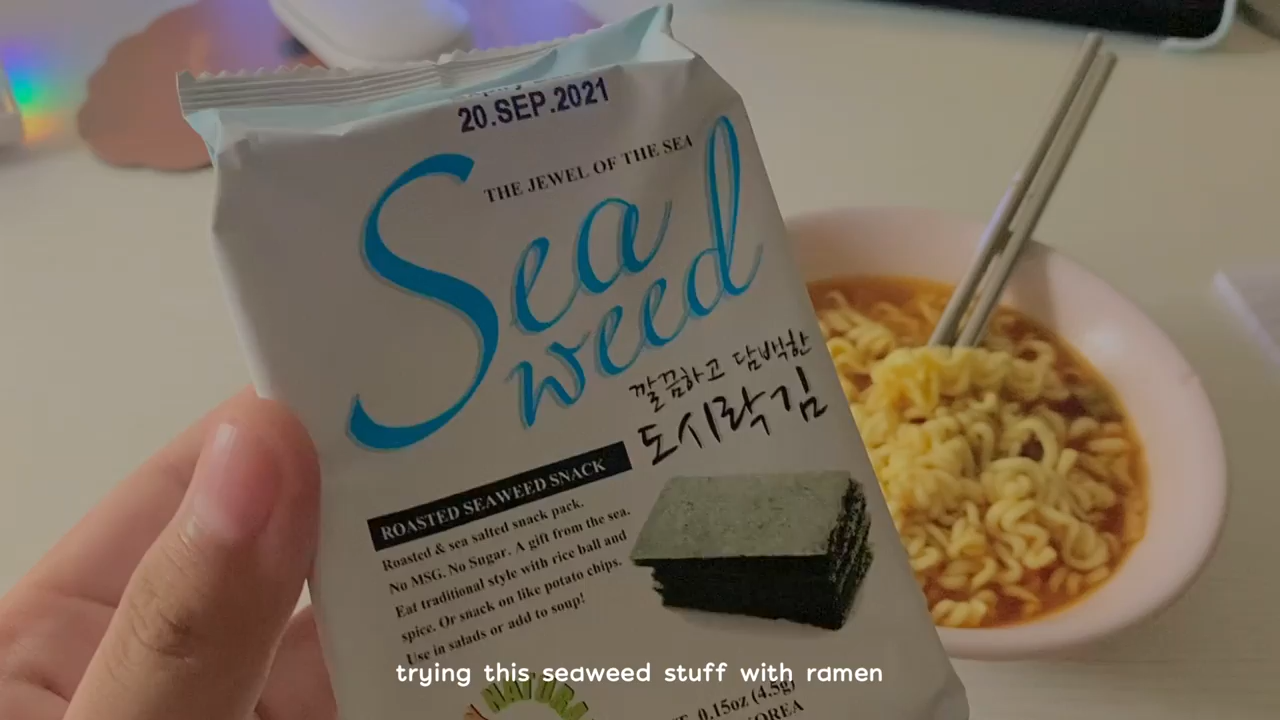 20.SEP.2021
THE JEWEL OF THE SEA
Sea
weed
깔끔하고 담백한
도시락김
ROASTED SEAWEED SNACK
Roasted & sea salted snack pack.
No MSG. No Sugar. A gift from the sea.
Eat traditional style with rice ball and
spice. Or snack on like potato chips.
Use in salads or add to soup!
trying this seaweed stuff with ramen
NATURA
0.15oz (4.5g)
KOREA